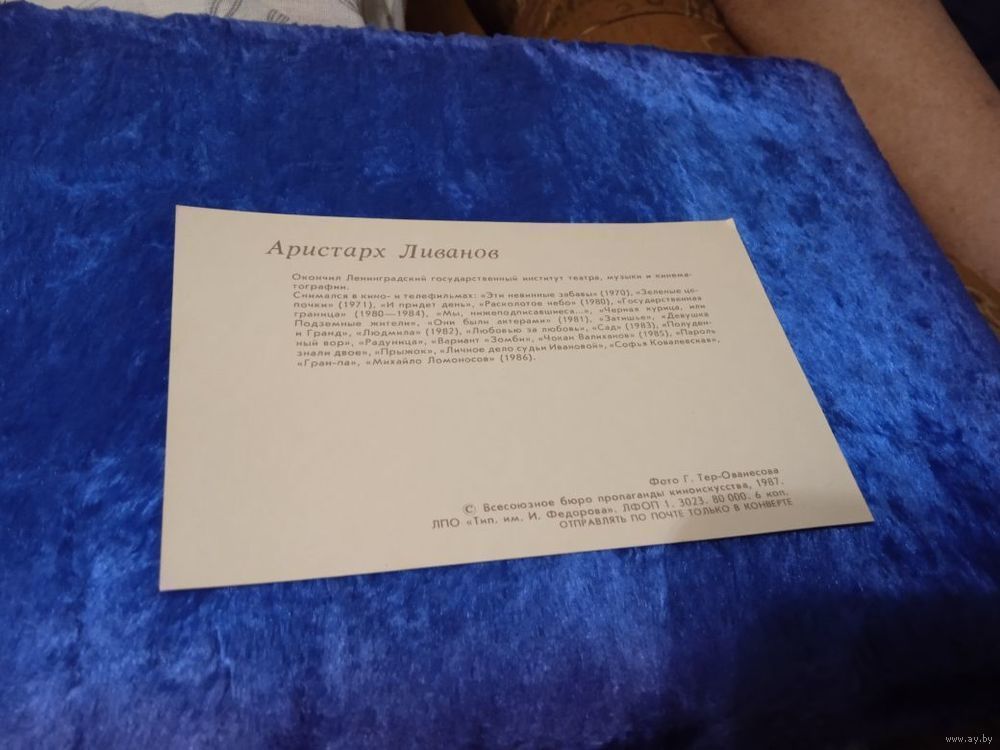 Аристарх Ливанов
Окончил Ленинградский государственный институт театра, музыки и кинема-
тографии.
Снимался в кино- и телефильмах: «Эти невинные забавы» (1970), «Зеленые це-
почки» (1971), «И придет день», «Расколотое небо» (1980), «Государственная
граница» (1980—1984), «Мы, нижеподписавшиеся...», «Черная курица, или
Подземные жители», «Они были актерами» (1981), «Затишье», «Девушка
и Гранд», «Людмила» (1982), «Любовью за любовь», «Сад» (1983), «Полуден-
ный вор», «Радуница», «Вариант «Зомби», «Чокан Валиханов» (1985), «Пароль
знали двое», «Прыжок», «Личное дело судьи Ивановой», «Софья Ковалевская»,
«Гран-па», «Михайло Ломоносов» (1986).
Фото Г. Тер-Ованесова
© Всесоюзное бюро пропаганды киноискусства, 1987.
ЛПО «Тип. им. И. Федорова». ЛФОП 1. 3023. 80 000. 6 коп.
ОТПРАВЛЯТЬ ПО ПОЧТЕ ТОЛЬКО В КОНВЕРТЕ
www.ay.by